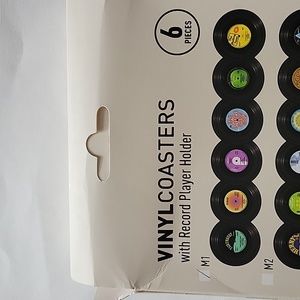 6
PIECES
VINYLCOASTERS
with Record Player Holder
M1
M2